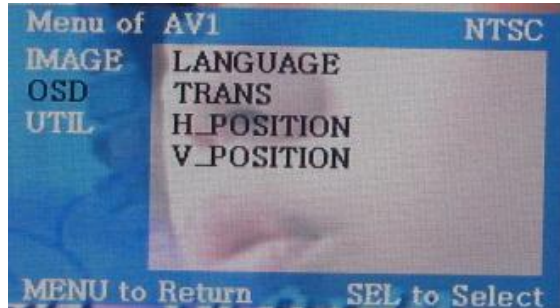 Menu of AV1 NTSC
IMAGE LANGUAGE
OSD TRANS
UTIL H_POSITION
V_POSITION
MENU to Return SEL to Select